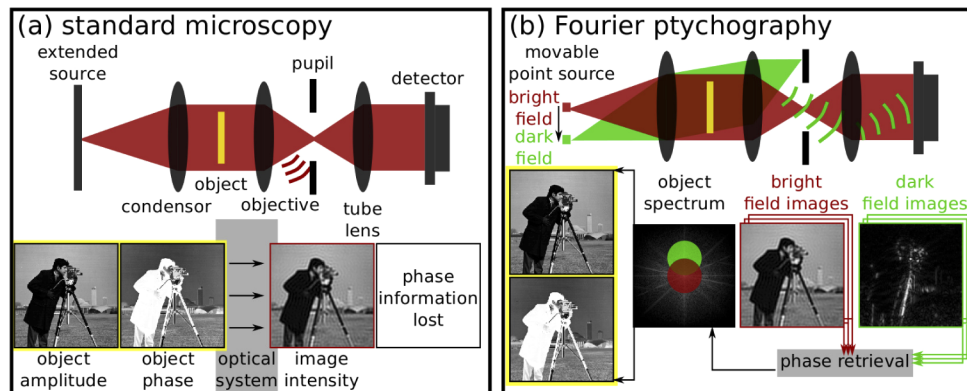 (a) standard microscopy
extended
source
pupil
detector
object
condensor
objective
tube
lens
phase
information
lost
object
amplitude
object
phase
optical
system
image
intensity
(b) Fourier ptychography
movable
point source
bright
field
dark
field
object
spectrum
bright
field images
dark
field images
phase retrieval